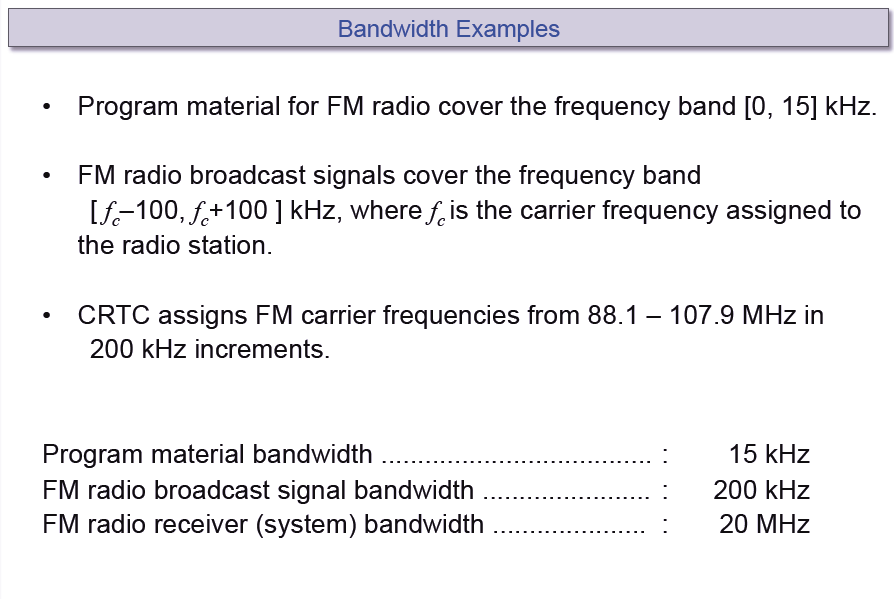 Bandwidth Examples
• Program material for FM radio cover the frequency band [0, 15] kHz.
• FM radio broadcast signals cover the frequency band
[ fc–100, fc+100 ] kHz, where fc is the carrier frequency assigned to
the radio station.
• CRTC assigns FM carrier frequencies from 88.1 – 107.9 MHz in
200 kHz increments.
Program material bandwidth ..................................... : 15 kHz
FM radio broadcast signal bandwidth ....................... : 200 kHz
FM radio receiver (system) bandwidth ..................... : 20 MHz